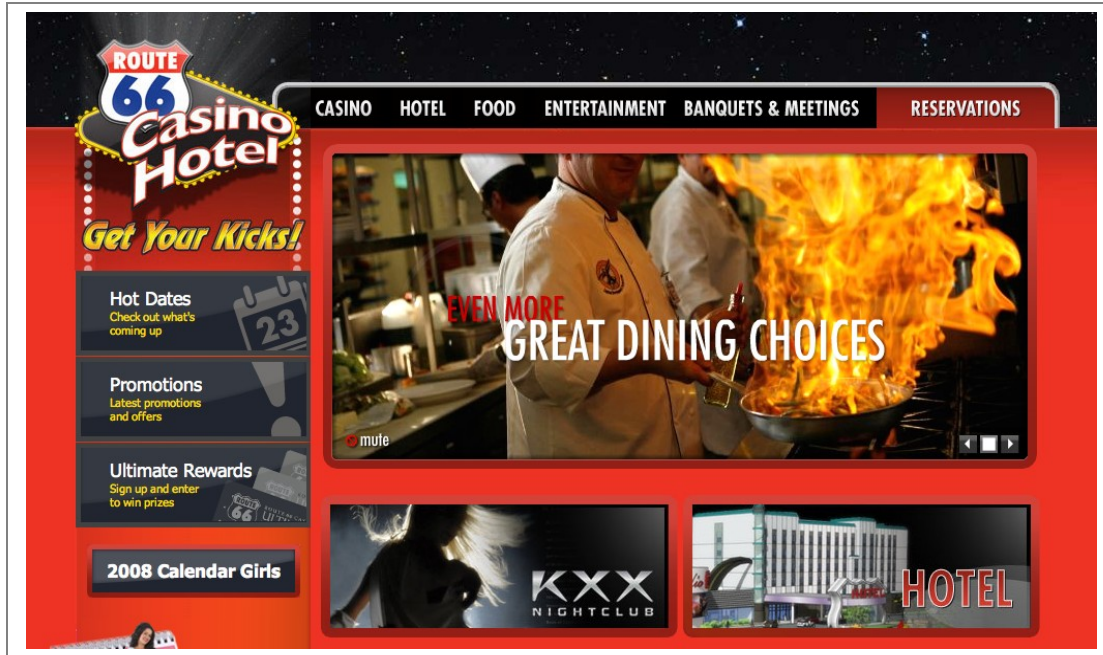 ROUTE
66
Casino
Hotel
Get Your Kicks!
CASINO HOTEL FOOD ENTERTAINMENT BANQUETS & MEETINGS RESERVATIONS
EVEN MORE
GREAT DINING CHOICES
mute
Hot Dates
Check out what's
coming up
23
Promotions
Latest promotions
and offers
Ultimate Rewards
Sign up and enter
to win prizes
ROUTE
66
2008 Calendar Girls
KXX
NIGHTCLUB
HOTEL